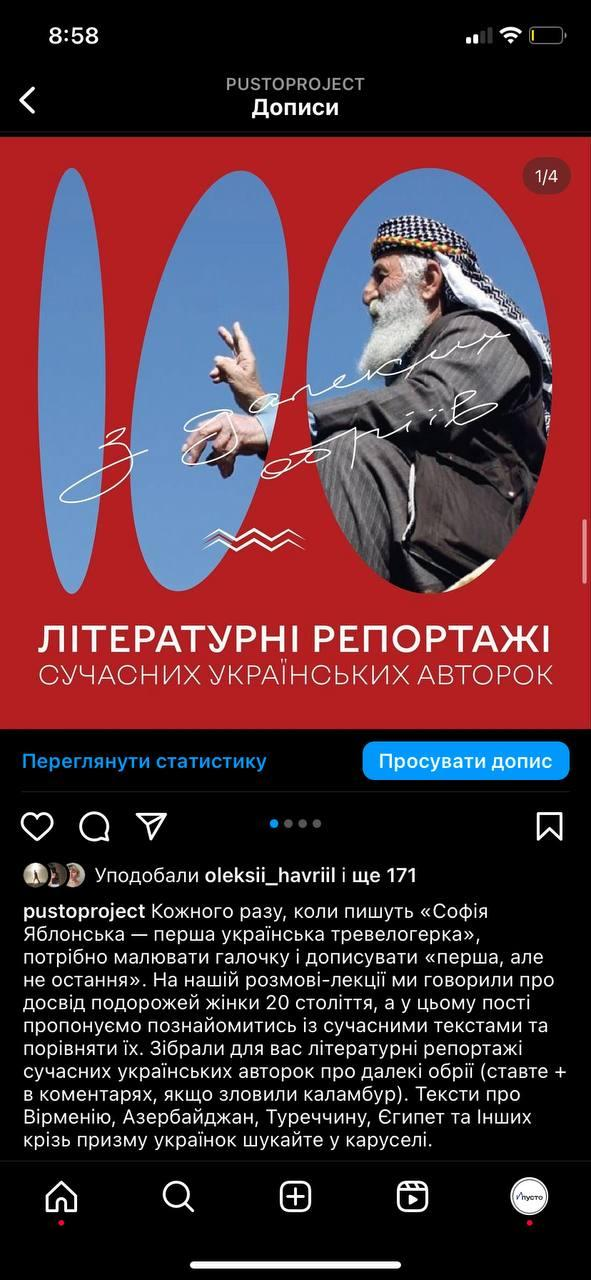 8:58
PUSTOPROJECT
Дописи
1/4
З далеких
обріїв
ЛІТЕРАТУРНІ РЕПОРТАЖІ
СУЧАСНИХ УКРАЇНСЬКИХ АВТОРОК
Переглянути статистику
Просувати допис
Уподобали oleksii_havriil і ще 171
pustoproject Кожного разу, коли пишуть «Софія
Яблонська — перша українська тревелогерка»,
потрібно малювати галочку і дописувати «перша, але
не остання». На нашій розмові-лекції ми говорили про
досвід подорожей жінки 20 століття, а у цьому пості
пропонуємо познайомитись із сучасними текстами та
порівняти їх. Зібрали для вас літературні репортажі
сучасних українських авторок про далекі обрії (ставте +
в коментарях, якщо зловили каламбур). Тексти про
Вірменію, Азербайджан, Туреччину, Єгипет та Інших
крізь призму українок шукайте у каруселі.
пусто